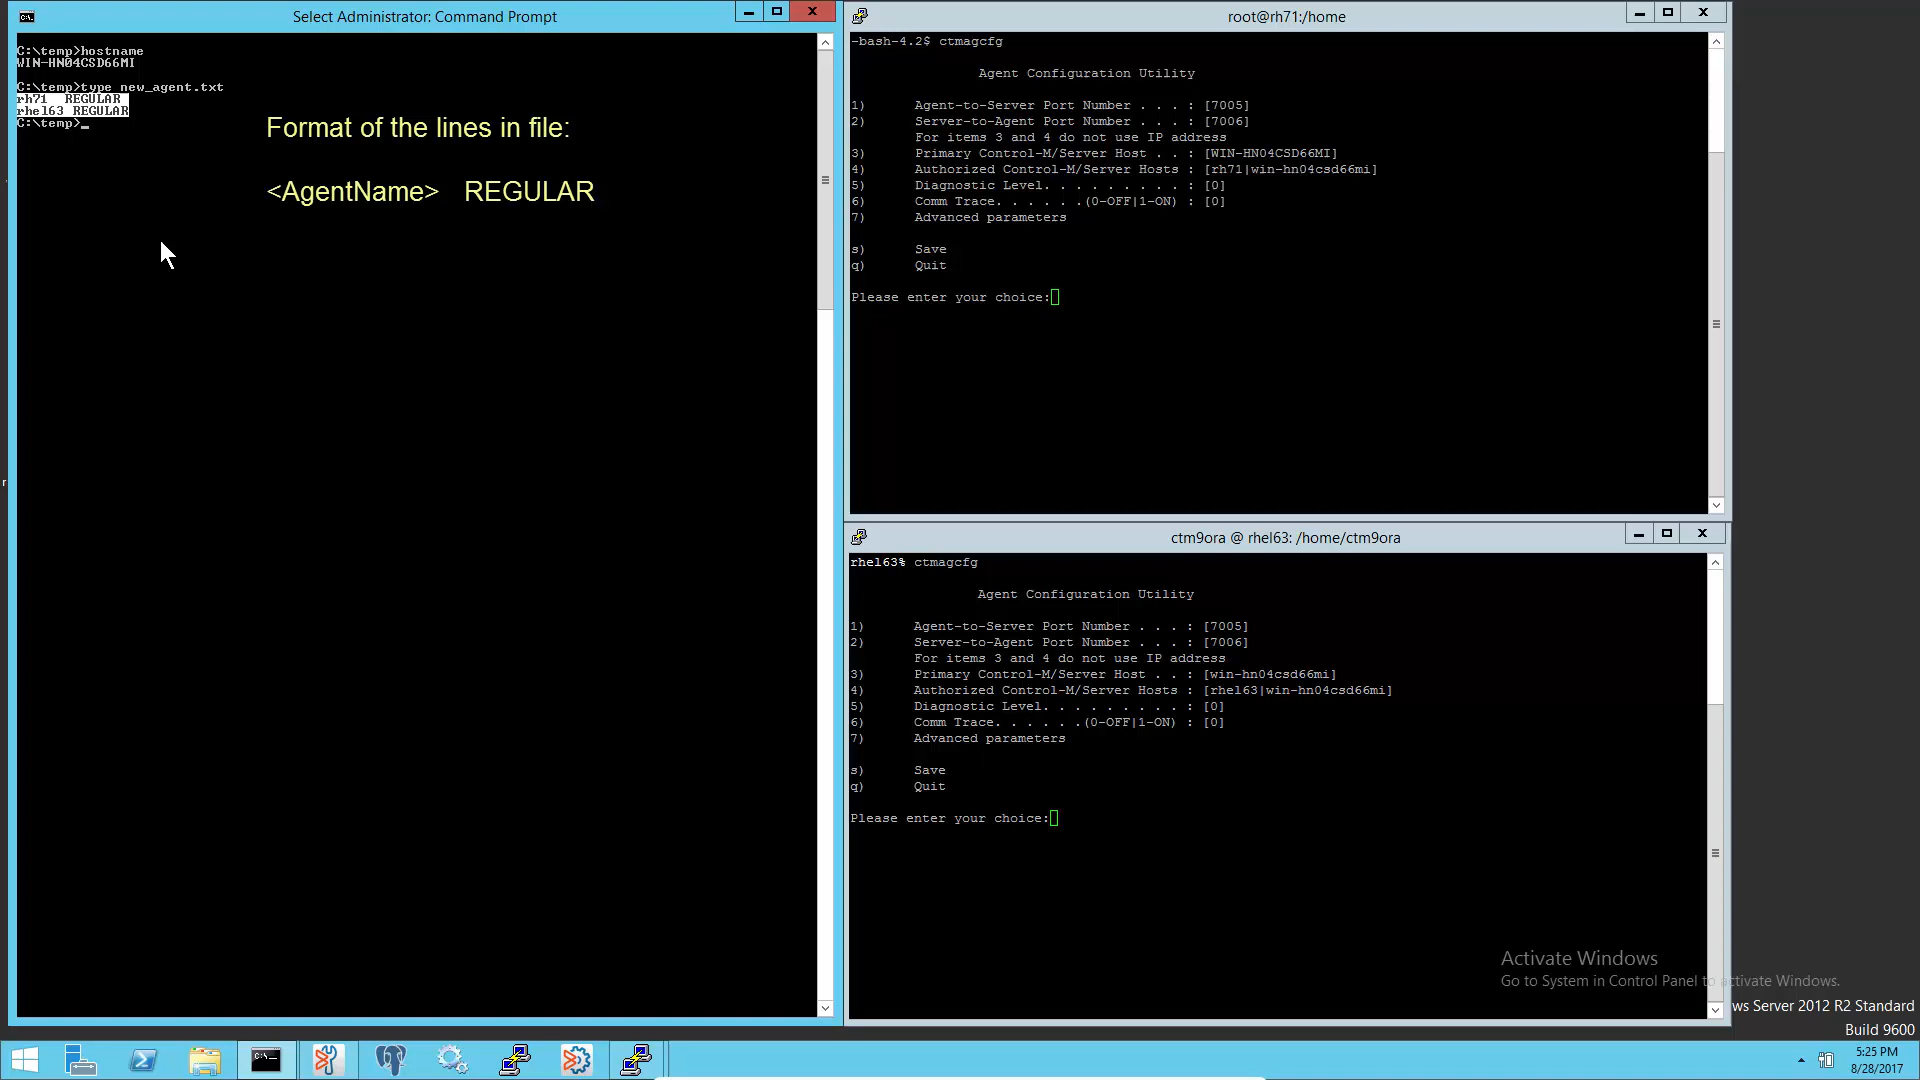 Select Administrator: Command Prompt
C:\temp>hostname
WIN-HN04CSD66MI
C:\temp>type new_agent.txt
rh71  REGULAR
rhel63 REGULAR
C:\temp>_
Format of the lines in file:
<AgentName>   REGULAR
root@rh71:/home
-bash-4.2$ ctmagcfg
Agent Configuration Utility
1)      Agent-to-Server Port Number . . . : [7005]
2)      Server-to-Agent Port Number . . . : [7006]
For items 3 and 4 do not use IP address
3)      Primary Control-M/Server Host . . : [WIN-HN04CSD66MI]
4)      Authorized Control-M/Server Hosts : [rh71|win-hn04csd66mi]
5)      Diagnostic Level. . . . . . . . . : [0]
6)      Comm Trace. . . . . .(0-OFF|1-ON) : [0]
7)      Advanced parameters
s)      Save
q)      Quit
Please enter your choice:
ctm9ora @ rhel63: /home/ctm9ora
rhel63% ctmagcfg
Agent Configuration Utility
1)      Agent-to-Server Port Number . . . : [7005]
2)      Server-to-Agent Port Number . . . : [7006]
For items 3 and 4 do not use IP address
3)      Primary Control-M/Server Host . . : [win-hn04csd66mi]
4)      Authorized Control-M/Server Hosts : [rhel63|win-hn04csd66mi]
5)      Diagnostic Level. . . . . . . . . : [0]
6)      Comm Trace. . . . . .(0-OFF|1-ON) : [0]
7)      Advanced parameters
s)      Save
q)      Quit
Please enter your choice:
Activate Windows
Go to System in Control Panel to activate Windows.
ws Server 2012 R2 Standard
Build 9600
5:25 PM
8/28/2017